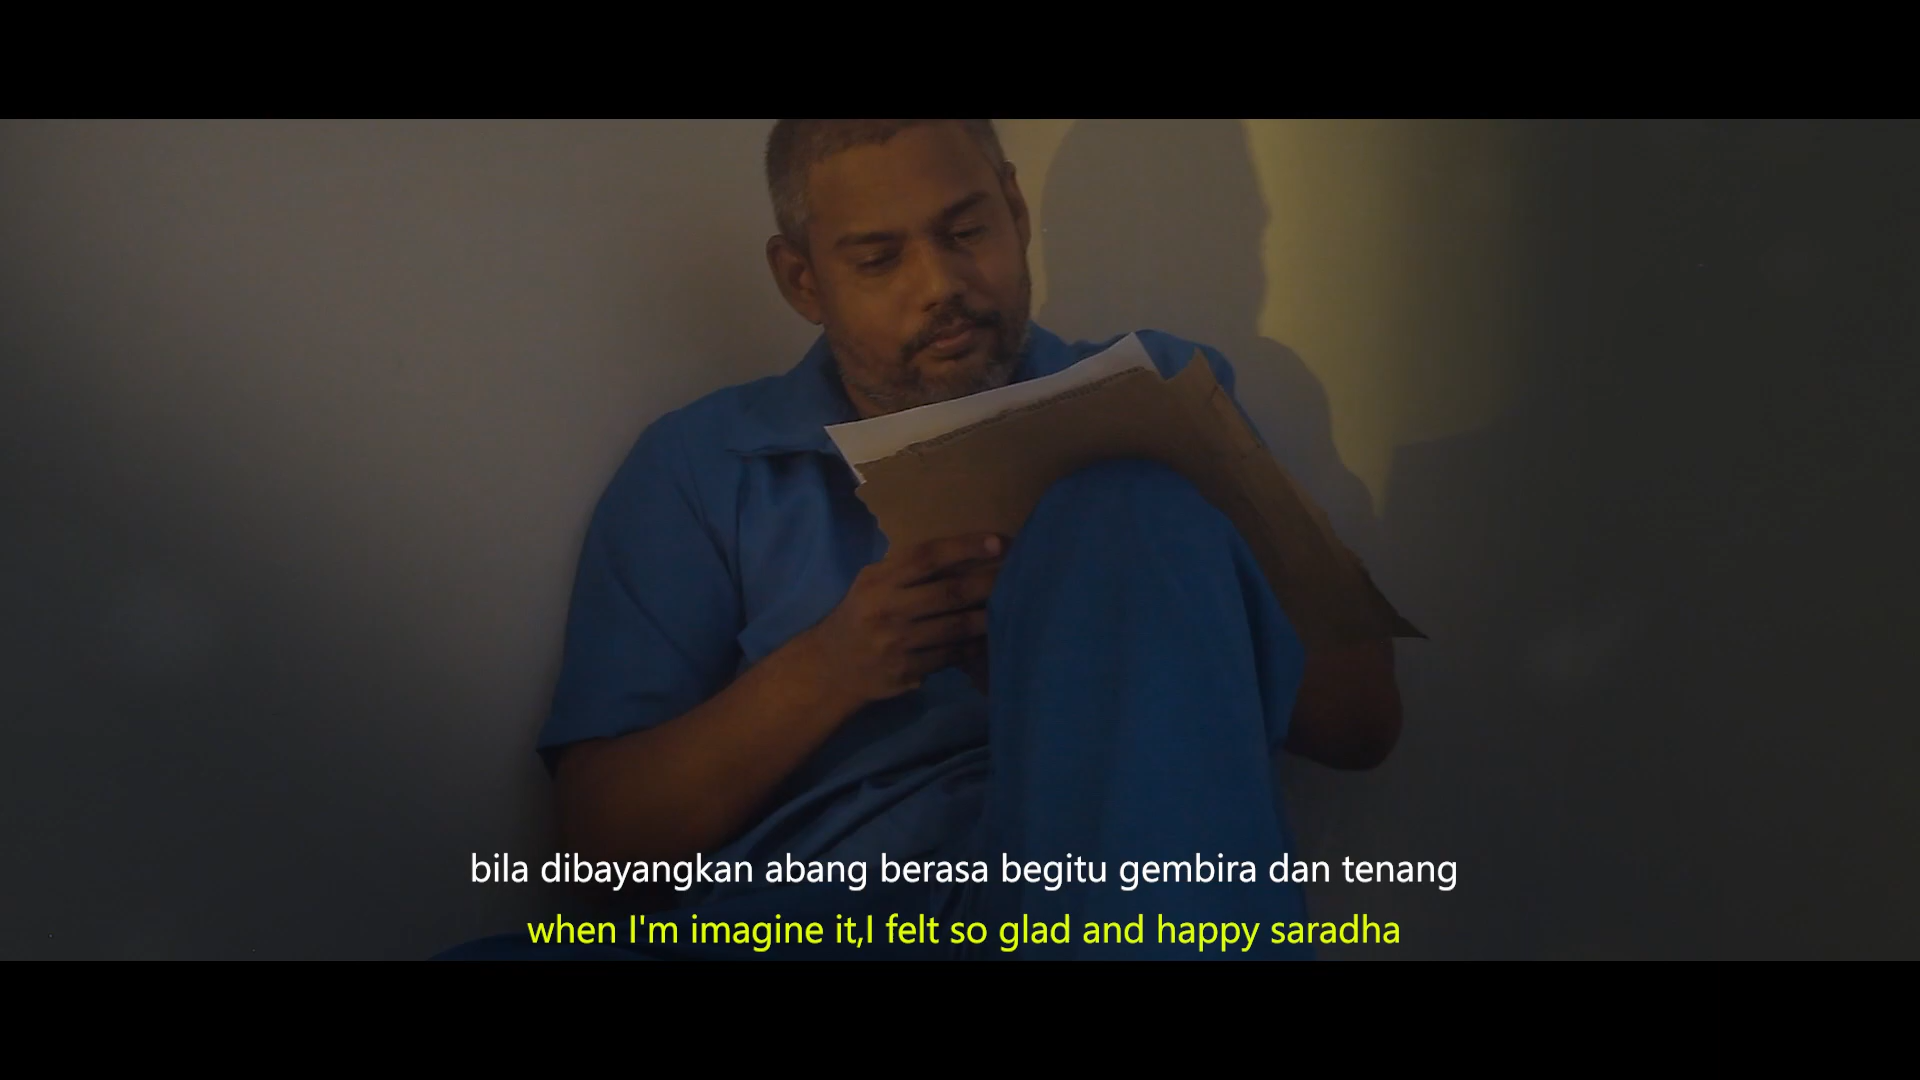 bila dibayangkan abang berasa begitu gembira dan tenang
when I'm imagine it,I felt so glad and happy saradha